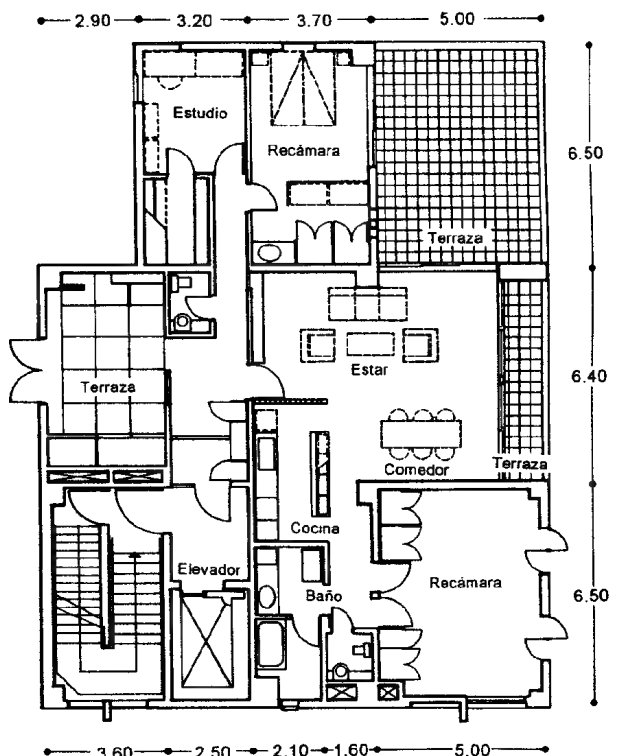 2.90 3.20 3.70 5.00
Estudio
Recámara
6.50
Terraza
Estar
6.40
Terraza
Comedor
Terraza
Cocina
Elevador
Baño
Recámara
6.50
3.60 2.50 2.10 1.60 5.00